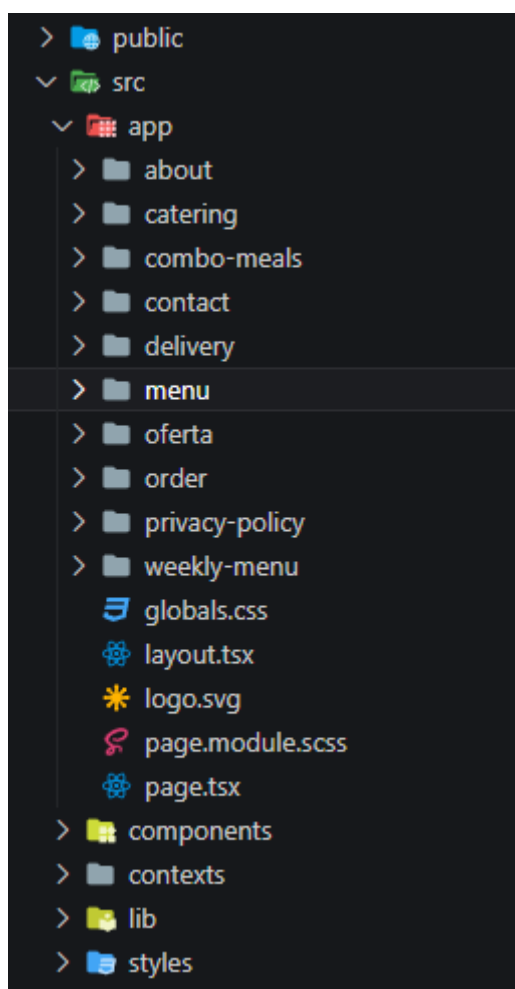 public
src
app
about
catering
combo-meals
contact
delivery
menu
oferta
order
privacy-policy
weekly-menu
globals.css
layout.tsx
logo.svg
page.module.scss
page.tsx
components
contexts
lib
styles